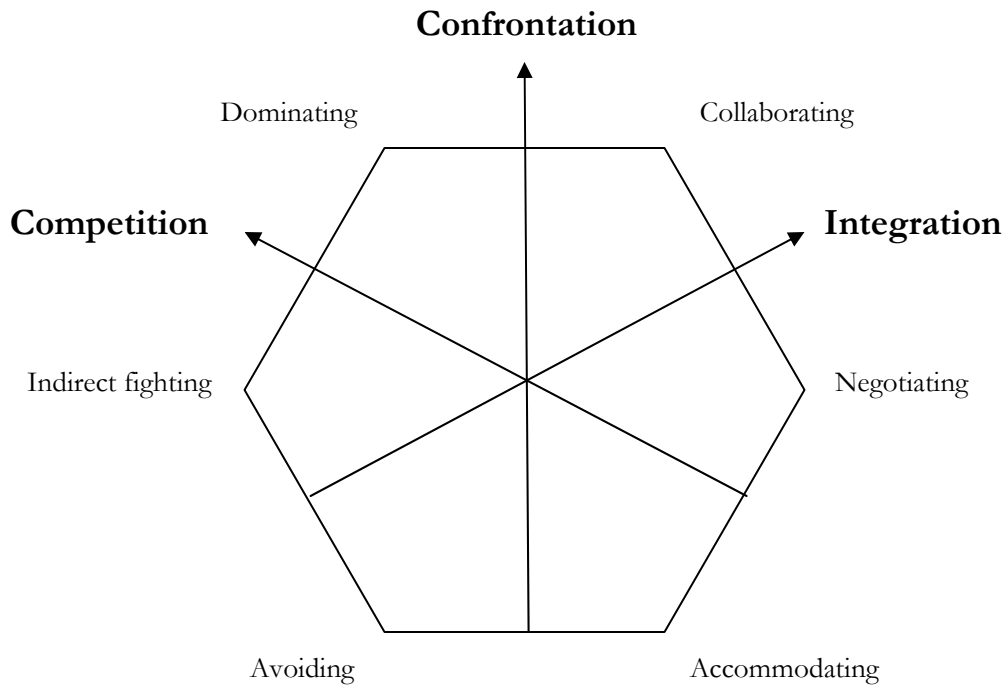 Confrontation
Dominating
Collaborating
Competition
Integration
Indirect fighting
Negotiating
Avoiding
Accommodating